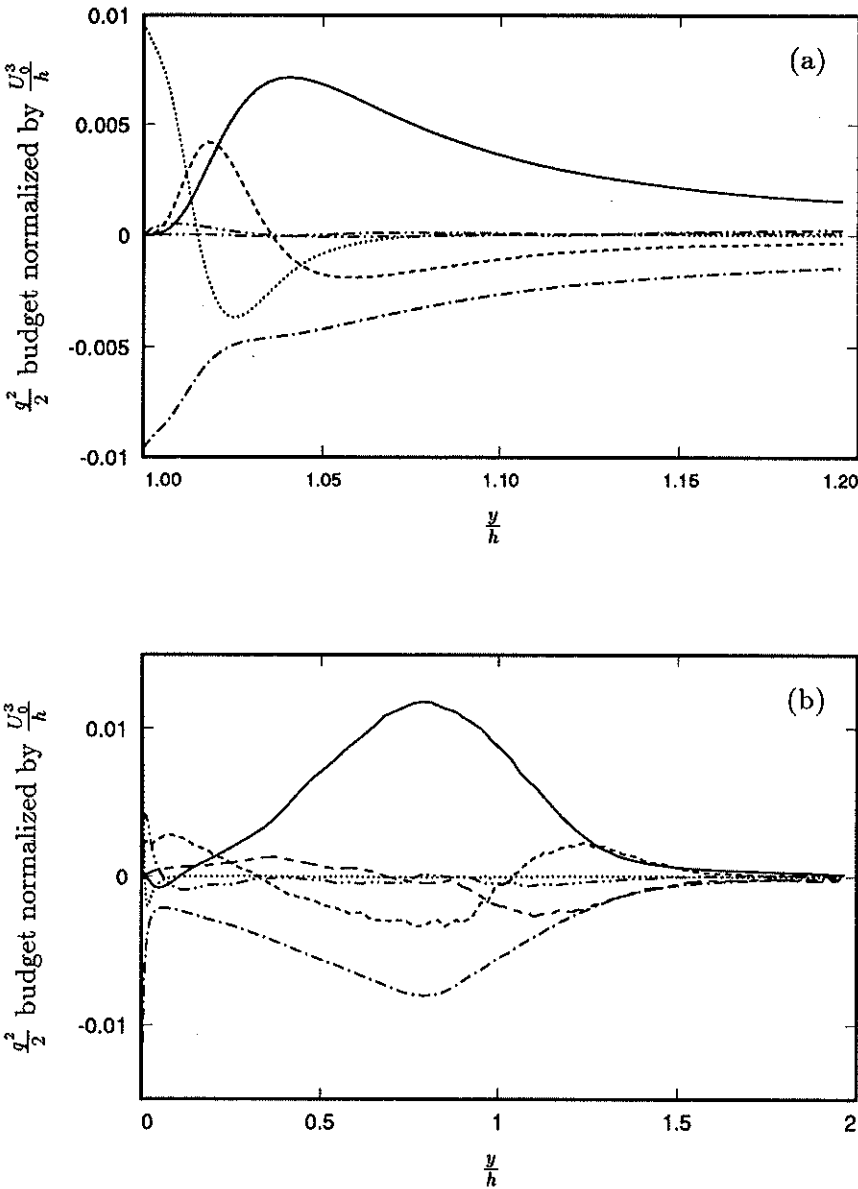 (a)
q²/2 budget normalized by U₀³/h
0.01
0.005
0
-0.005
-0.01
1.00 1.05 1.10 1.15 1.20
y/h
(b)
q²/2 budget normalized by U₀³/h
0.01
0
-0.01
0 0.5 1 1.5 2
y/h